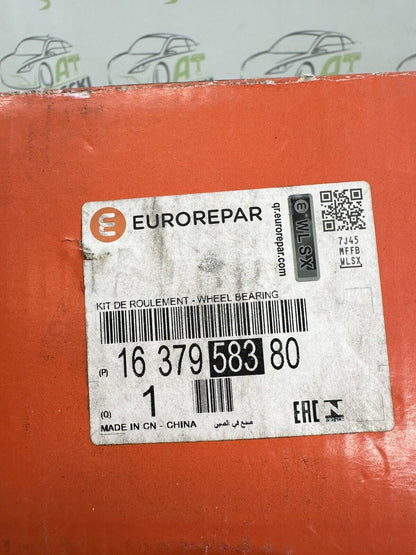 EUROREPAR
qr.eurorepar.com
WLSX
7J45
MFFB
WLSX
KIT DE ROULEMENT - WHEEL BEARING
(P) 16 379 583 80
(Q) 1
EAC
MADE IN CN - CHINA صنع في الصين